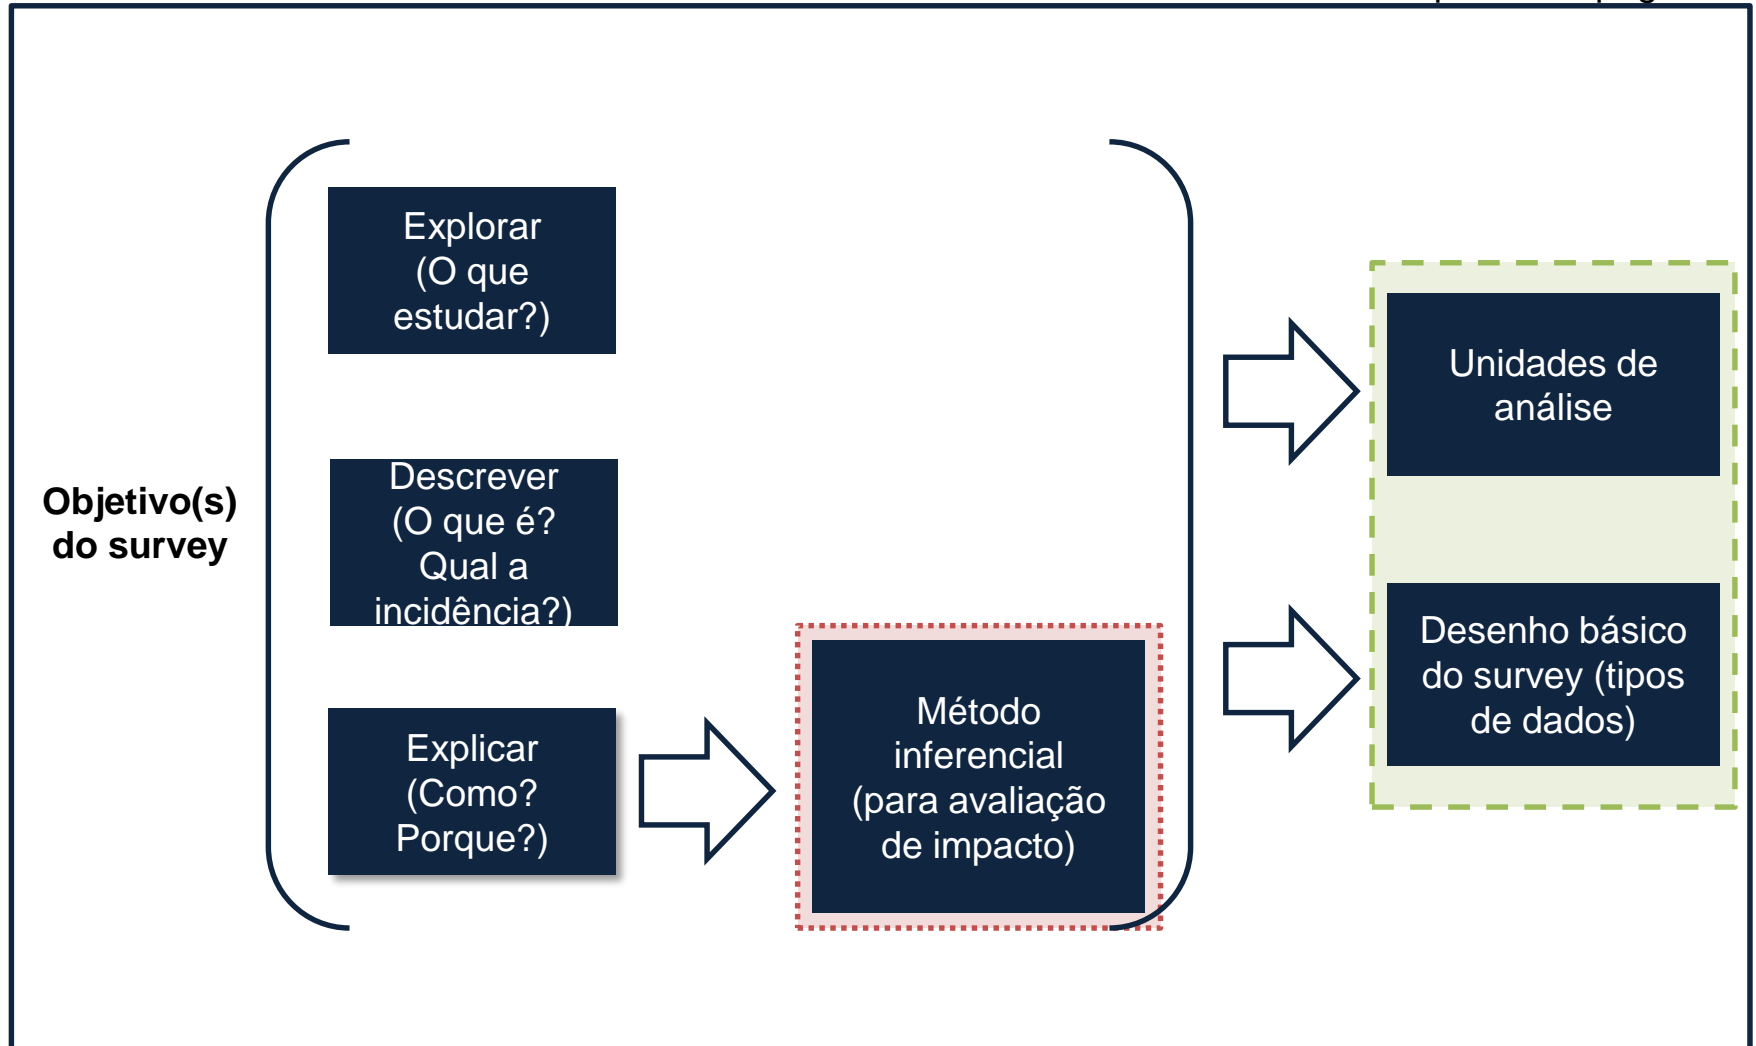 Objetivo(s)
do survey
Explorar
(O que
estudar?)
Descrever
(O que é?
Qual a
incidência?)
Explicar
(Como?
Porque?)
Método
inferencial
(para avaliação
de impacto)
Unidades de
análise
Desenho básico
do survey (tipos
de dados)